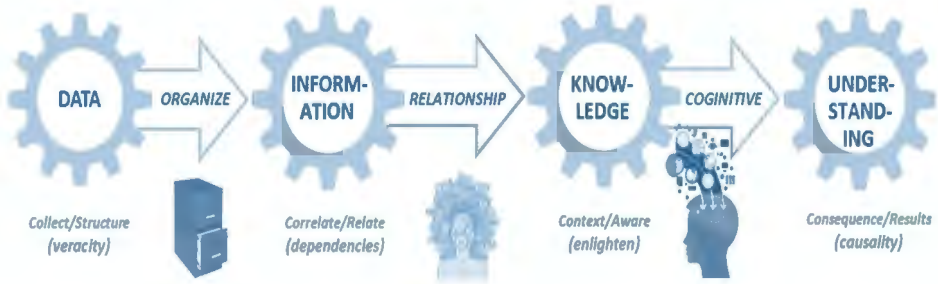 DATA
ORGANIZE
INFORM-
ATION
RELATIONSHIP
KNOW-
LEDGE
COGINITIVE
UNDER-
STAND-
ING
Collect/Structure
(veracity)
Correlate/Relate
(dependencies)
Context/Aware
(enlighten)
Consequence/Results
(causality)